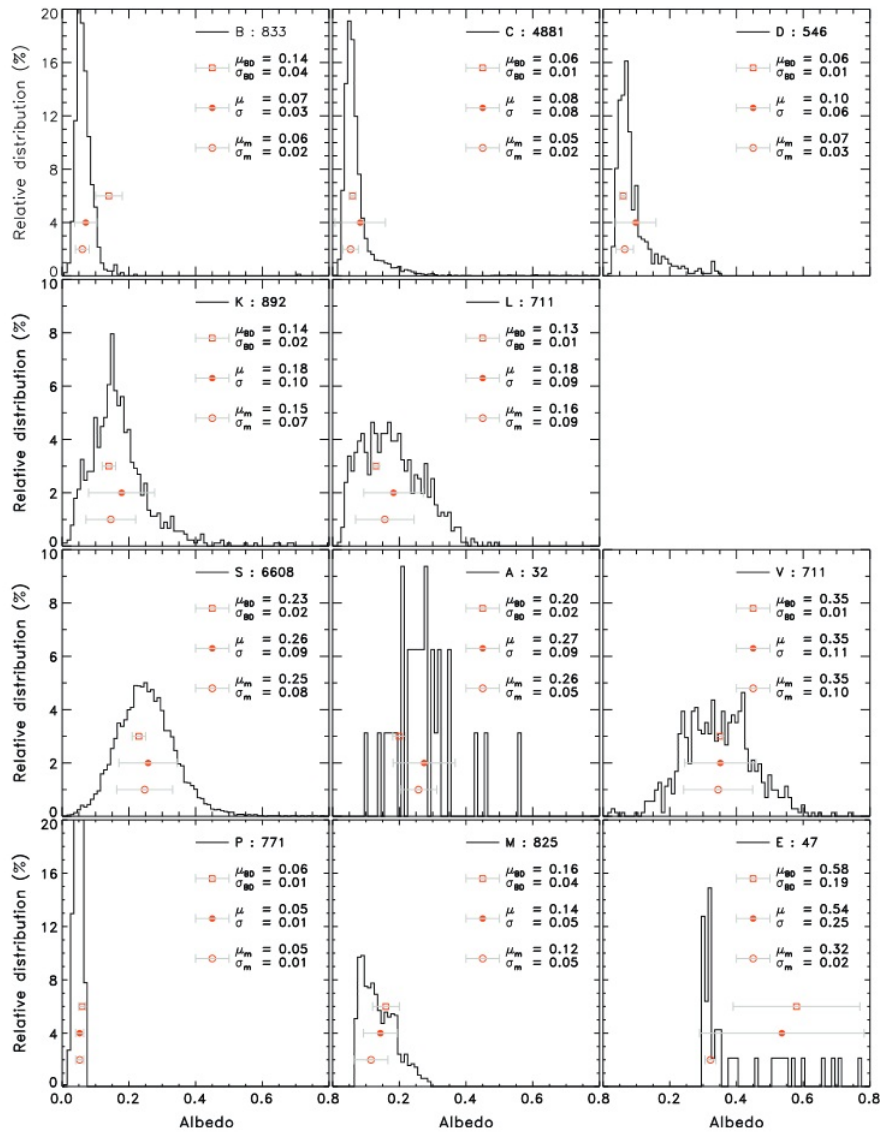 B : 833
μBD = 0.14
σBD = 0.04
μ = 0.07
σ = 0.03
μm = 0.06
σm = 0.02
C : 4881
μBD = 0.06
σBD = 0.01
μ = 0.08
σ = 0.08
μm = 0.05
σm = 0.02
D : 546
μBD = 0.06
σBD = 0.01
μ = 0.10
σ = 0.06
μm = 0.07
σm = 0.03
Relative distribution (%)
20
16
12
8
4
0
K : 892
μBD = 0.14
σBD = 0.02
μ = 0.18
σ = 0.10
μm = 0.15
σm = 0.07
L : 711
μBD = 0.13
σBD = 0.01
μ = 0.18
σ = 0.09
μm = 0.16
σm = 0.09
Relative distribution (%)
10
8
6
4
2
0
S : 6608
μBD = 0.23
σBD = 0.02
μ = 0.26
σ = 0.09
μm = 0.25
σm = 0.08
A : 32
μBD = 0.20
σBD = 0.02
μ = 0.27
σ = 0.09
μm = 0.26
σm = 0.05
V : 711
μBD = 0.35
σBD = 0.01
μ = 0.35
σ = 0.11
μm = 0.35
σm = 0.10
Relative distribution (%)
10
8
6
4
2
0
P : 771
μBD = 0.06
σBD = 0.01
μ = 0.05
σ = 0.01
μm = 0.05
σm = 0.01
M : 825
μBD = 0.16
σBD = 0.04
μ = 0.14
σ = 0.05
μm = 0.12
σm = 0.05
E : 47
μBD = 0.58
σBD = 0.19
μ = 0.54
σ = 0.25
μm = 0.32
σm = 0.02
Relative distribution (%)
20
16
12
8
4
0
0.0 0.2 0.4 0.6 0.8 0.2 0.4 0.6 0.8 0.2 0.4 0.6 0.8
Albedo Albedo Albedo